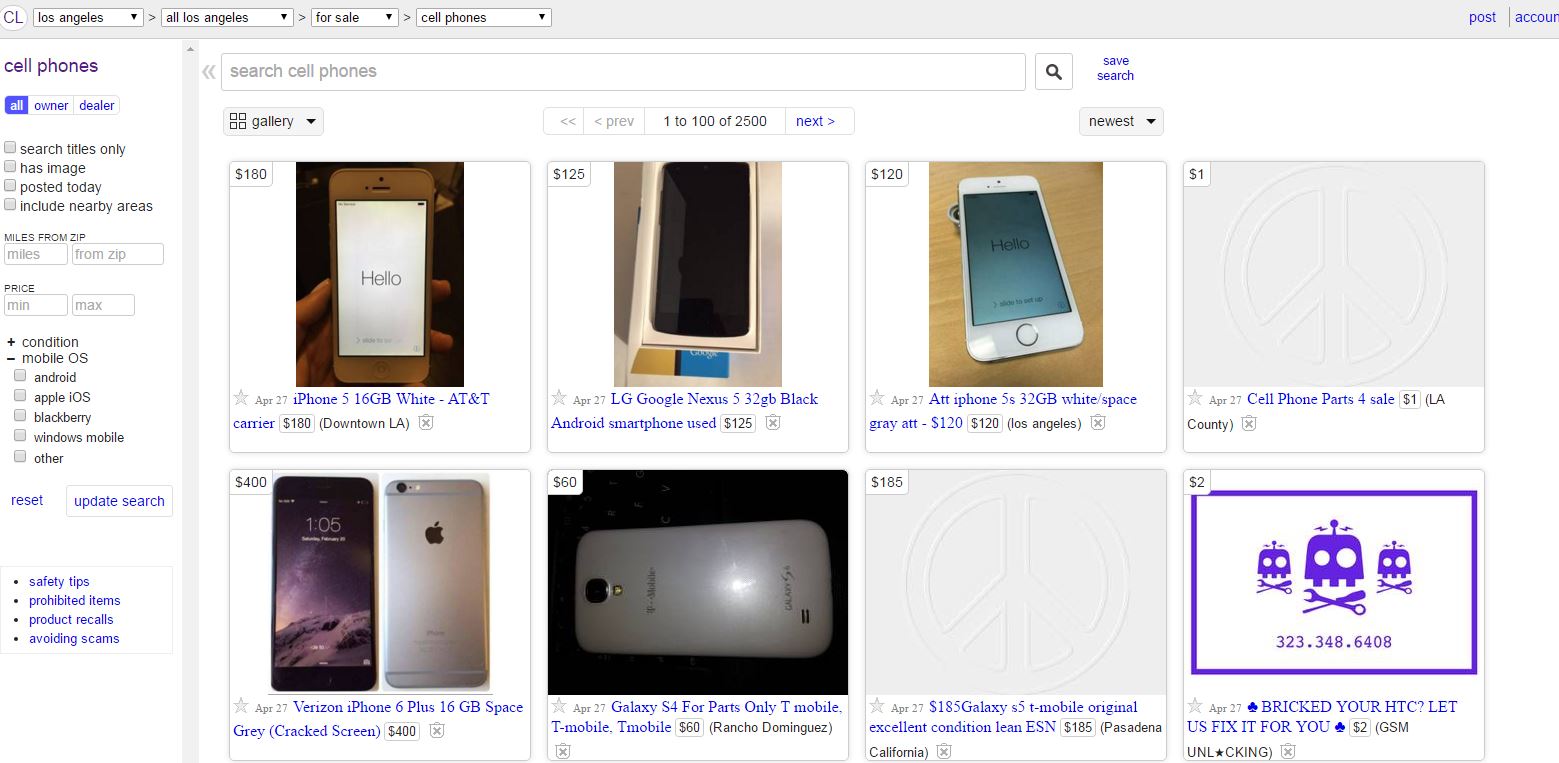 CL los angeles > all los angeles > for sale > cell phones post accoun
cell phones
all owner dealer
search titles only
has image
posted today
include nearby areas
MILES FROM ZIP
miles from zip
PRICE
min max
+ condition
– mobile OS
android
apple iOS
blackberry
windows mobile
other
reset update search
• safety tips
• prohibited items
• product recalls
• avoiding scams
« search cell phones save
search
gallery << < prev 1 to 100 of 2500 next > newest
$180
Hello
> slide to set up
Apr 27 iPhone 5 16GB White - AT&T
carrier $180 (Downtown LA)
$125
Google
Apr 27 LG Google Nexus 5 32gb Black
Android smartphone used $125
$120
Hello
> slide to set up
Apr 27 Att iphone 5s 32GB white/space
gray att - $120 $120 (los angeles)
$1
Apr 27 Cell Phone Parts 4 sale $1 (LA
County)
$400
1:05
Saturday, February 20
iPhone
Apr 27 Verizon iPhone 6 Plus 16 GB Space
Grey (Cracked Screen) $400
$60
T-Mobile
GALAXY S4
Apr 27 Galaxy S4 For Parts Only T mobile,
T-mobile, Tmobile $60 (Rancho Dominguez)
$185
Apr 27 $185Galaxy s5 t-mobile original
excellent condition lean ESN $185 (Pasadena
California)
$2
323.348.6408
Apr 27 ♣ BRICKED YOUR HTC? LET
US FIX IT FOR YOU ♣ $2 (GSM
UNL★CKING)